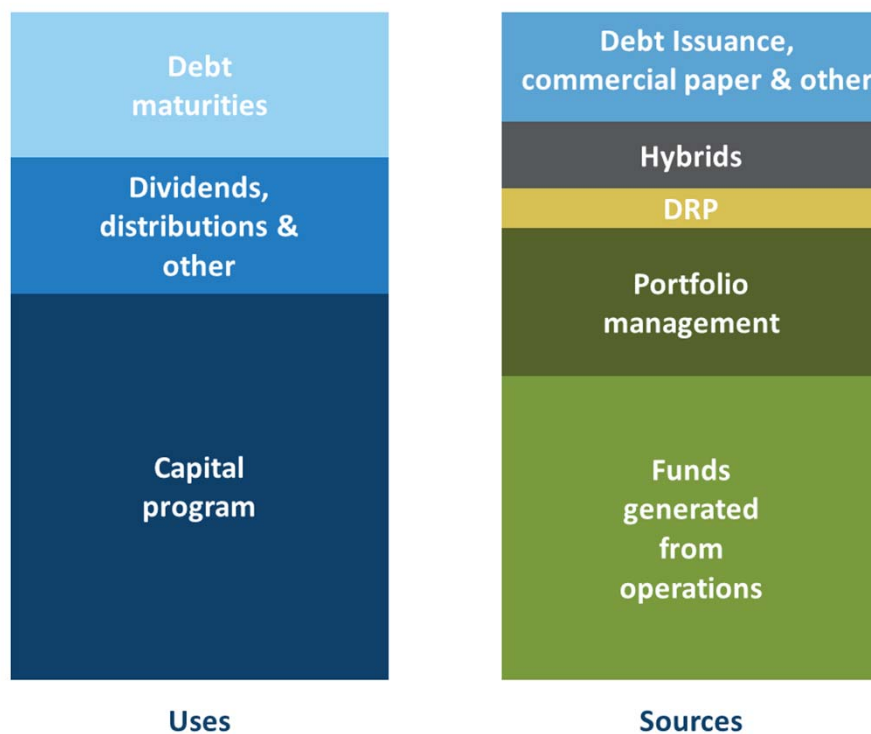 Debt
maturities
Dividends,
distributions &
other
Capital
program
Uses
Debt Issuance,
commercial paper & other
Hybrids
DRP
Portfolio
management
Funds
generated
from
operations
Sources